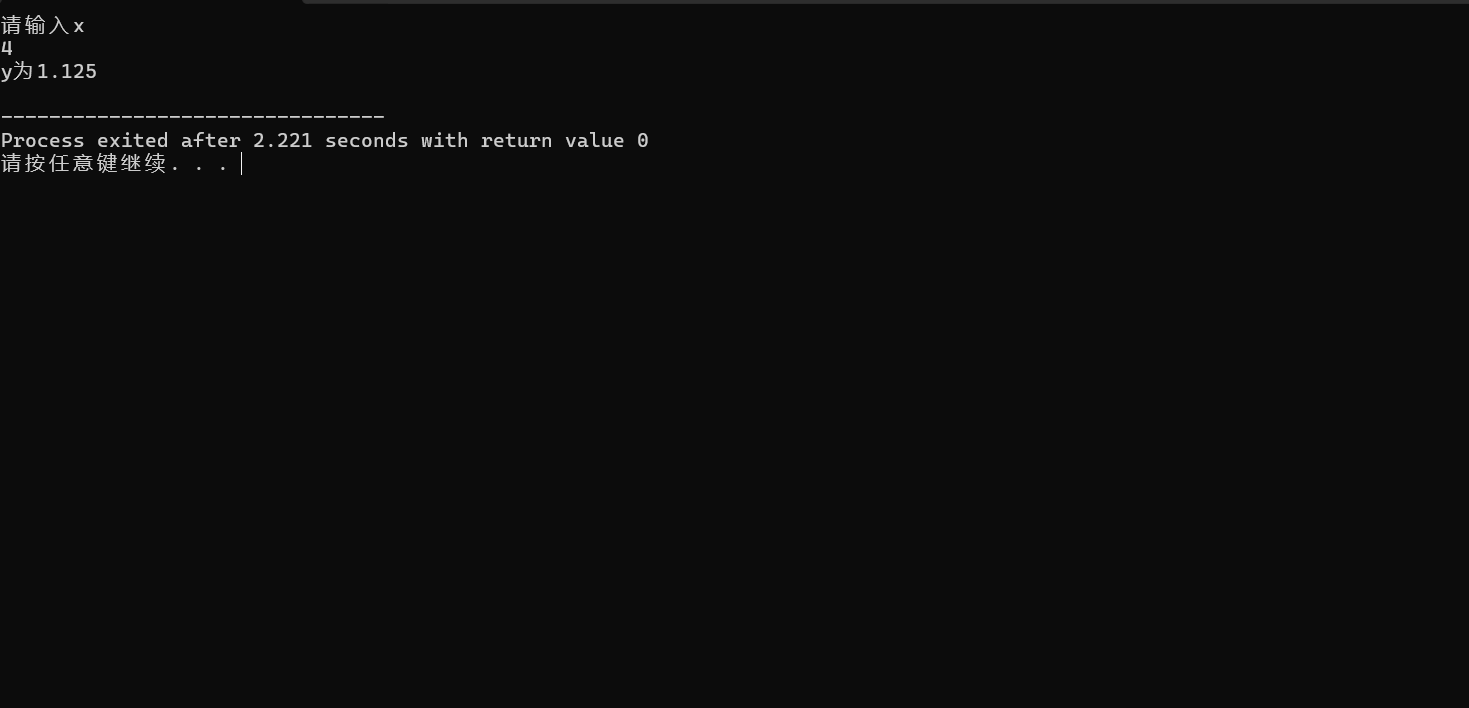 请输入x
4
y为1.125
--------------------------------
Process exited after 2.221 seconds with return value 0
请按任意键继续. . .